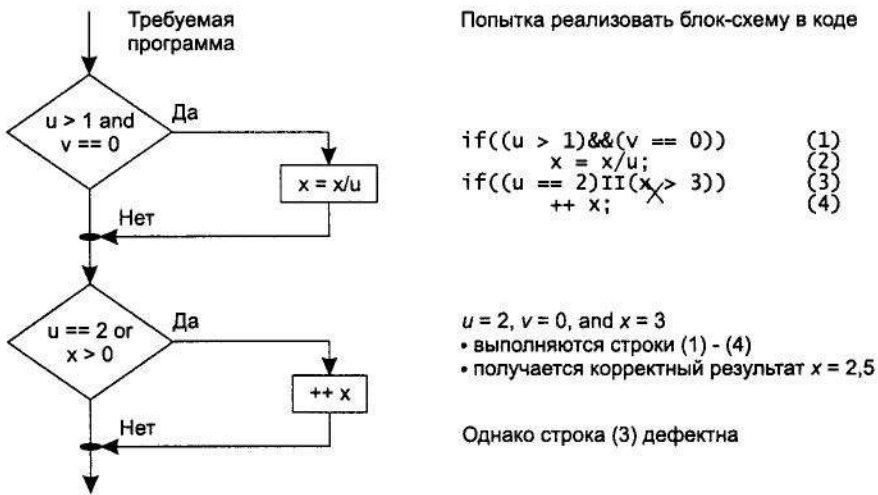 Требуемая
программа
u > 1 and
v == 0
Да
x = x/u
Нет
u == 2 or
x > 0
Да
++ x
Нет
Попытка реализовать блок-схему в коде
if((u > 1)&&(v == 0)) (1)
x = x/u; (2)
if((u == 2)II(x > 3)) (3)
++ x; (4)
u = 2, v = 0, and x = 3
• выполняются строки (1) - (4)
• получается корректный результат x = 2,5
Однако строка (3) дефектна